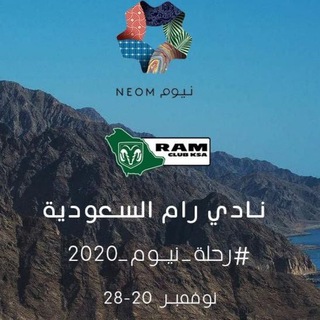 نيوم NEOM
RAM
CLUB KSA
نادي رام السعودية
#رحلة_نيوم_2020
28-20 نوفمبر